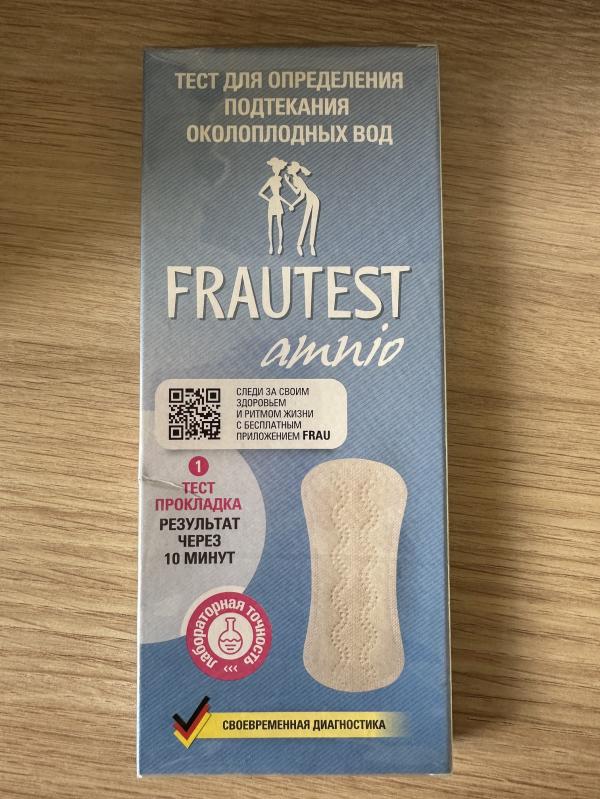 ТЕСТ ДЛЯ ОПРЕДЕЛЕНИЯ
ПОДТЕКАНИЯ
ОКОЛОПЛОДНЫХ ВОД
FRAUTEST
amnio
СЛЕДИ ЗА СВОИМ
ЗДОРОВЬЕМ
И РИТМОМ ЖИЗНИ
С БЕСПЛАТНЫМ
ПРИЛОЖЕНИЕМ FRAU
1
ТЕСТ
ПРОКЛАДКА
РЕЗУЛЬТАТ
ЧЕРЕЗ
10 МИНУТ
лабораторная точность
‹‹‹
СВОЕВРЕМЕННАЯ ДИАГНОСТИКА